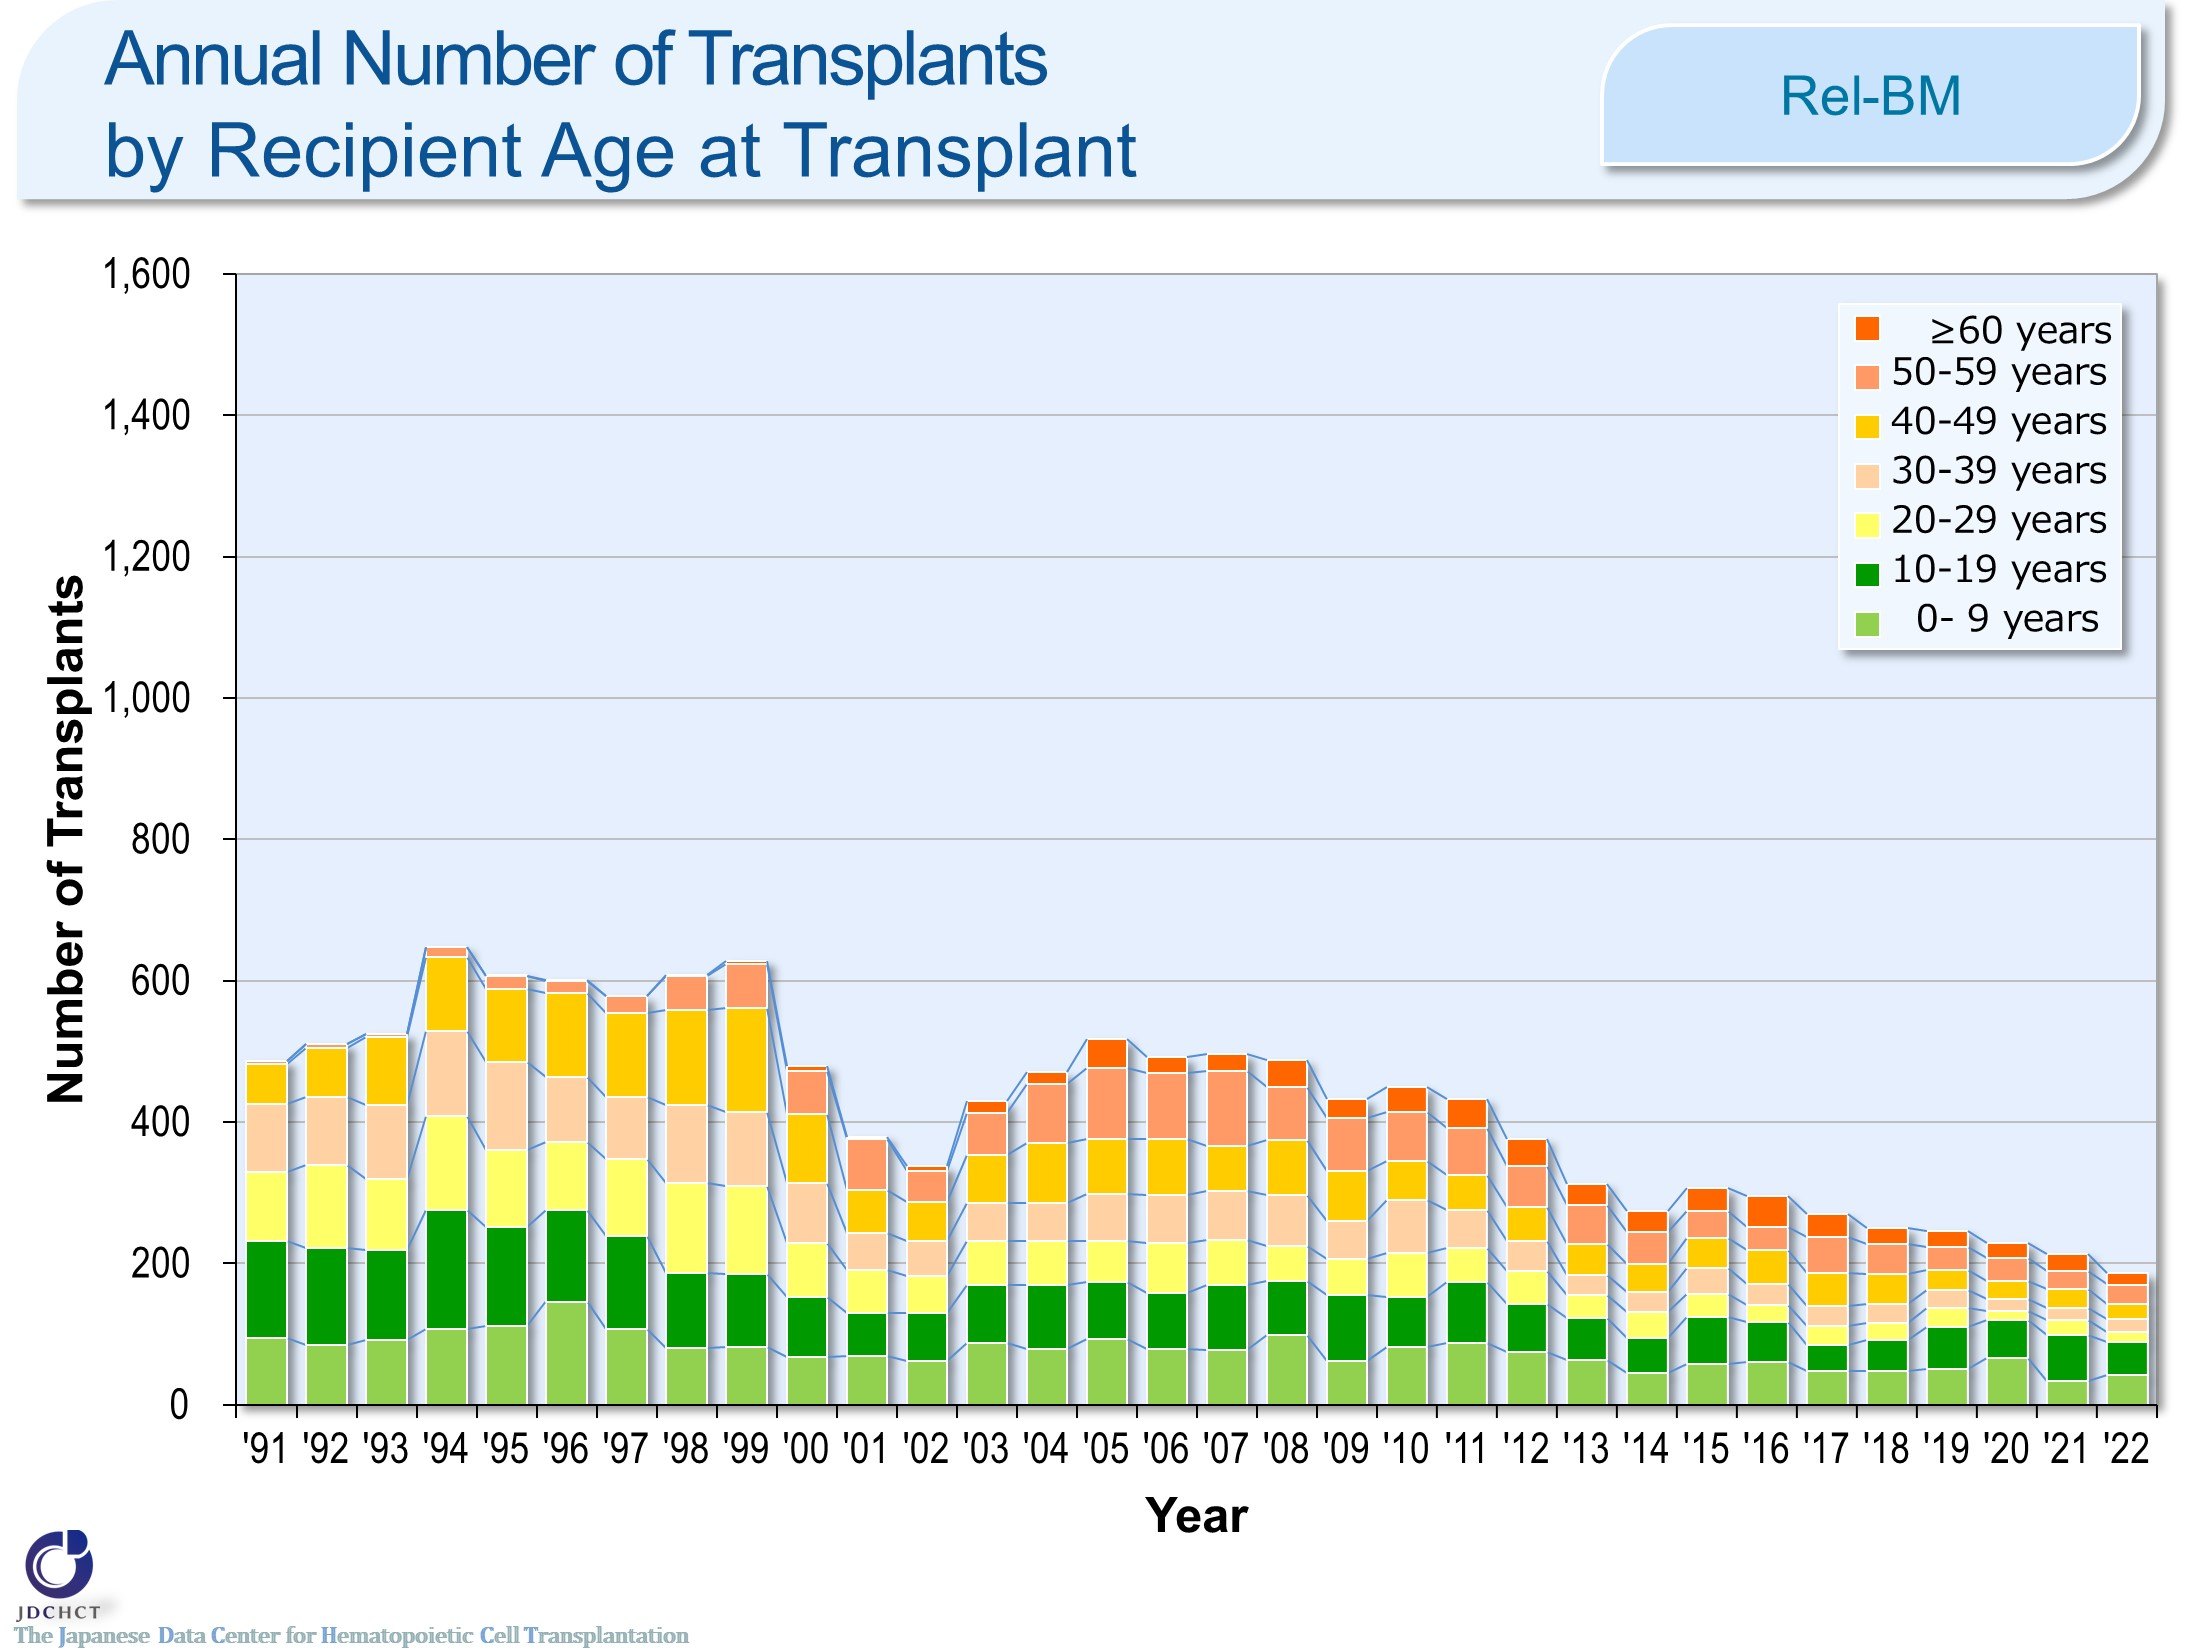 Annual Number of Transplants
by Recipient Age at Transplant
Rel-BM
1,600
1,400
1,200
1,000
800
600
400
200
0
Number of Transplants
≥60 years
50-59 years
40-49 years
30-39 years
20-29 years
10-19 years
0- 9 years
'91 '92 '93 '94 '95 '96 '97 '98 '99 '00 '01 '02 '03 '04 '05 '06 '07 '08 '09 '10 '11 '12 '13 '14 '15 '16 '17 '18 '19 '20 '21 '22
Year
JDCHCT
The Japanese Data Center for Hematopoietic Cell Transplantation